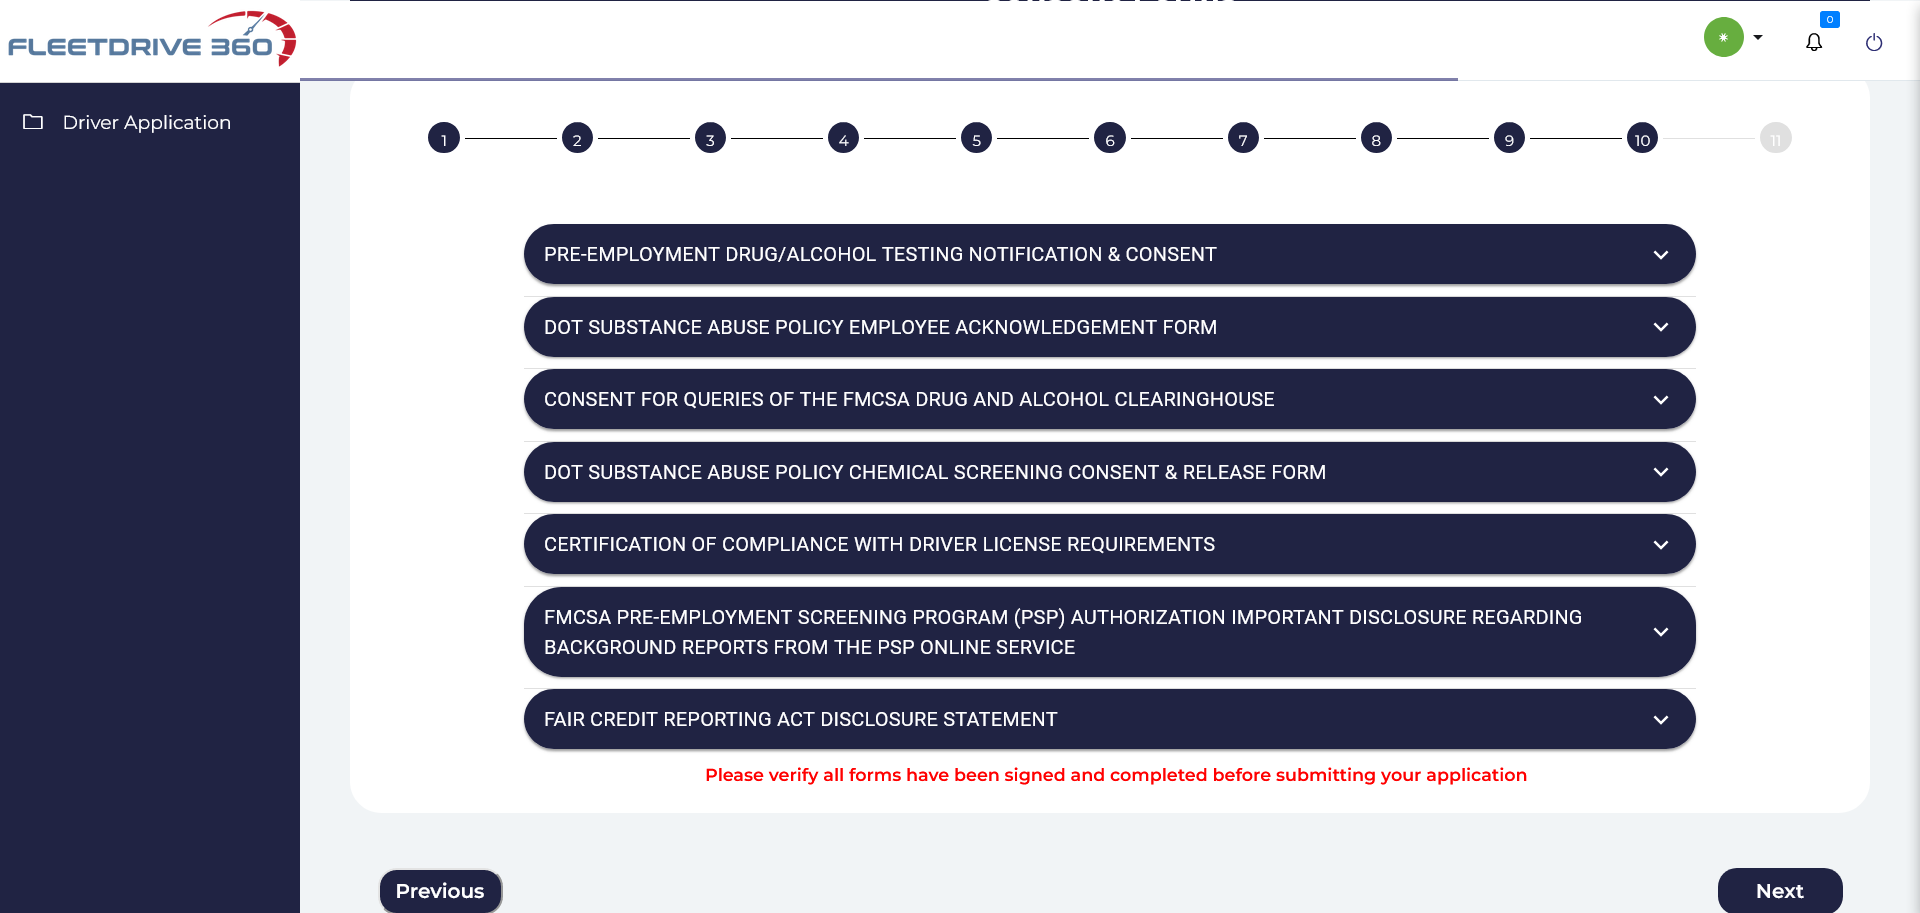 FLEETDRIVE 360
0
Driver Application
1 2 3 4 5 6 7 8 9 10 11
PRE-EMPLOYMENT DRUG/ALCOHOL TESTING NOTIFICATION & CONSENT
DOT SUBSTANCE ABUSE POLICY EMPLOYEE ACKNOWLEDGEMENT FORM
CONSENT FOR QUERIES OF THE FMCSA DRUG AND ALCOHOL CLEARINGHOUSE
DOT SUBSTANCE ABUSE POLICY CHEMICAL SCREENING CONSENT & RELEASE FORM
CERTIFICATION OF COMPLIANCE WITH DRIVER LICENSE REQUIREMENTS
FMCSA PRE-EMPLOYMENT SCREENING PROGRAM (PSP) AUTHORIZATION IMPORTANT DISCLOSURE REGARDING
BACKGROUND REPORTS FROM THE PSP ONLINE SERVICE
FAIR CREDIT REPORTING ACT DISCLOSURE STATEMENT
Please verify all forms have been signed and completed before submitting your application
Previous
Next